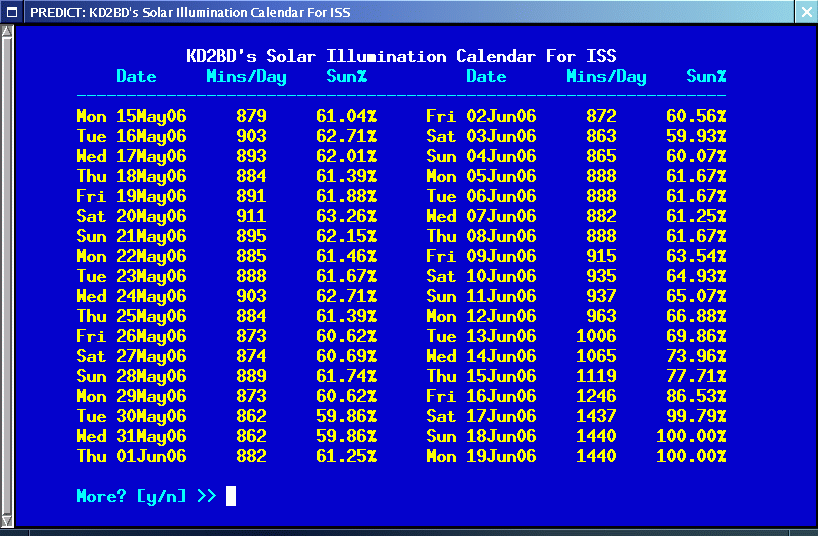 PREDICT: KD2BD's Solar Illumination Calendar For ISS
KD2BD's Solar Illumination Calendar For ISS
Date Mins/Day Sun% Date Mins/Day Sun%
Mon 15May06 879 61.04% Fri 02Jun06 872 60.56%
Tue 16May06 903 62.71% Sat 03Jun06 863 59.93%
Wed 17May06 893 62.01% Sun 04Jun06 865 60.07%
Thu 18May06 884 61.39% Mon 05Jun06 888 61.67%
Fri 19May06 891 61.88% Tue 06Jun06 888 61.67%
Sat 20May06 911 63.26% Wed 07Jun06 882 61.25%
Sun 21May06 895 62.15% Thu 08Jun06 888 61.67%
Mon 22May06 885 61.46% Fri 09Jun06 915 63.54%
Tue 23May06 888 61.67% Sat 10Jun06 935 64.93%
Wed 24May06 903 62.71% Sun 11Jun06 937 65.07%
Thu 25May06 884 61.39% Mon 12Jun06 963 66.88%
Fri 26May06 873 60.62% Tue 13Jun06 1006 69.86%
Sat 27May06 874 60.69% Wed 14Jun06 1065 73.96%
Sun 28May06 889 61.74% Thu 15Jun06 1119 77.71%
Mon 29May06 873 60.62% Fri 16Jun06 1246 86.53%
Tue 30May06 862 59.86% Sat 17Jun06 1437 99.79%
Wed 31May06 862 59.86% Sun 18Jun06 1440 100.00%
Thu 01Jun06 882 61.25% Mon 19Jun06 1440 100.00%
More? [y/n] >>